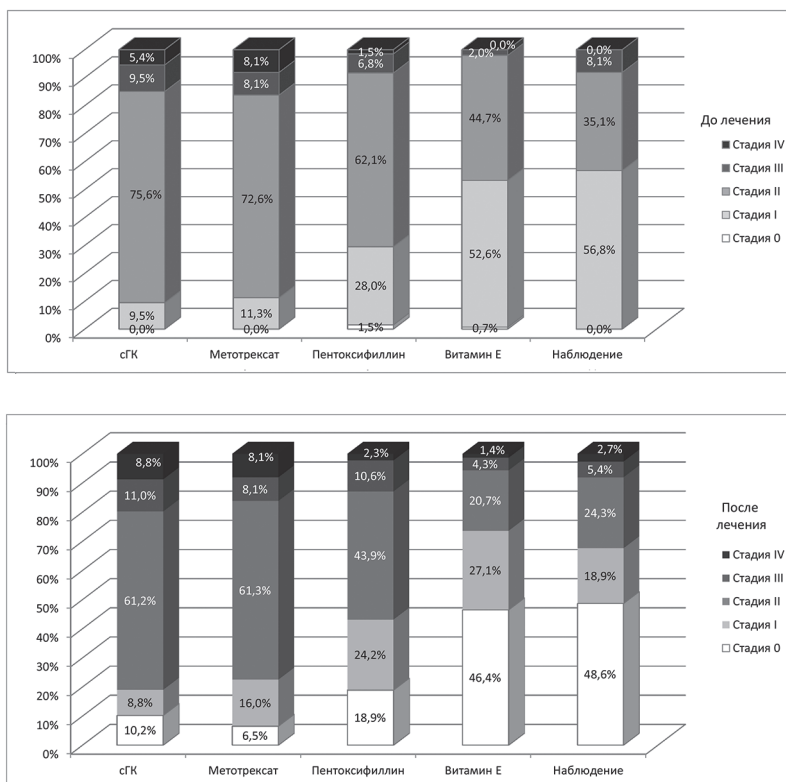 100%
90%
80%
70%
60%
50%
40%
30%
20%
10%
0%
5,4% 8,1% 1,5% 0,0% 0,0%
9,5% 8,1% 6,8% 2,0% 8,1%
75,6% 72,6% 62,1% 44,7% 35,1%
9,5% 11,3% 28,0% 52,6% 56,8%
0,0% 0,0% 1,5% 0,7% 0,0%
сГК Метотрексат Пентоксифиллин Витамин Е Наблюдение
До лечения
Стадия IV
Стадия III
Стадия II
Стадия I
Стадия 0
100%
90%
80%
70%
60%
50%
40%
30%
20%
10%
0%
8,8% 8,1% 2,3% 1,4% 2,7%
11,0% 8,1% 10,6% 4,3% 5,4%
61,2% 61,3% 43,9% 20,7% 24,3%
8,8% 16,0% 24,2% 27,1% 18,9%
10,2% 6,5% 18,9% 46,4% 48,6%
сГК Метотрексат Пентоксифиллин Витамин Е Наблюдение
После
лечения
Стадия IV
Стадия III
Стадия II
Стадия I
Стадия 0